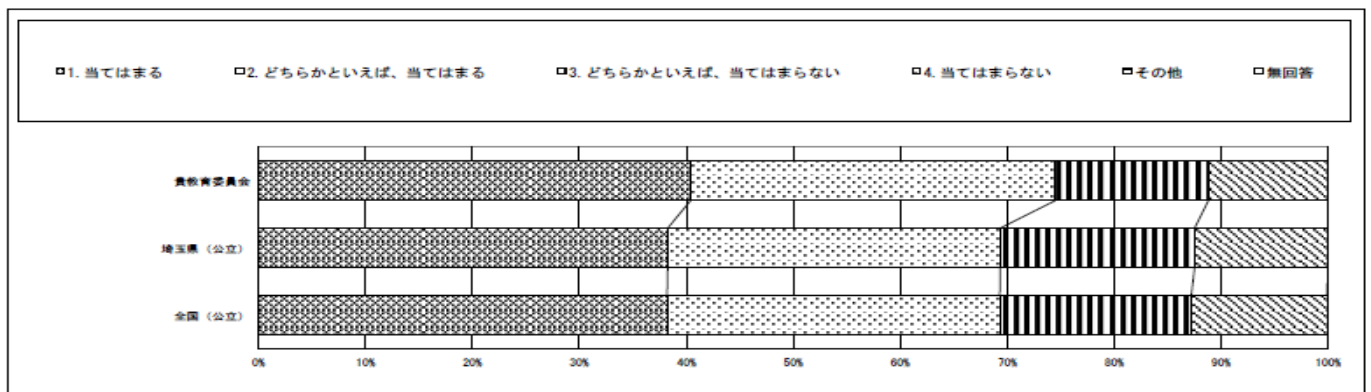 1. 当てはまる 2. どちらかといえば、当てはまる 3. どちらかといえば、当てはまらない 4. 当てはまらない その他 無回答
貴教育委員会
埼玉県（公立）
全国（公立）
0% 10% 20% 30% 40% 50% 60% 70% 80% 90% 100%